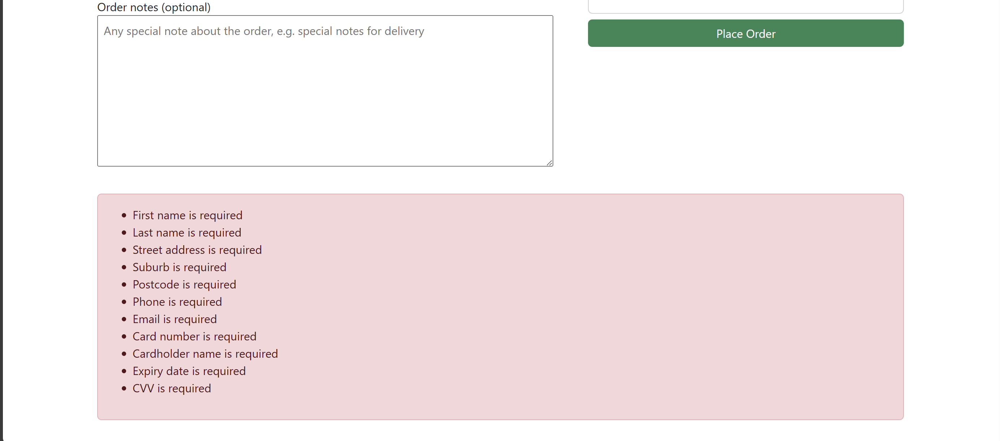 Order notes (optional)
Any special note about the order, e.g. special notes for delivery
Place Order
First name is required
Last name is required
Street address is required
Suburb is required
Postcode is required
Phone is required
Email is required
Card number is required
Cardholder name is required
Expiry date is required
CVV is required